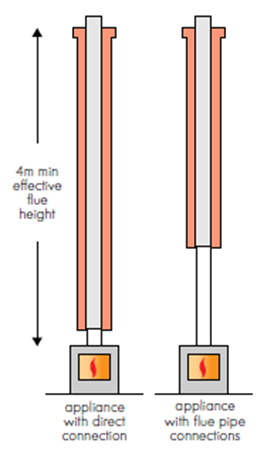 4m min
effective
flue
height
appliance
with direct
connection
appliance
with flue pipe
connections